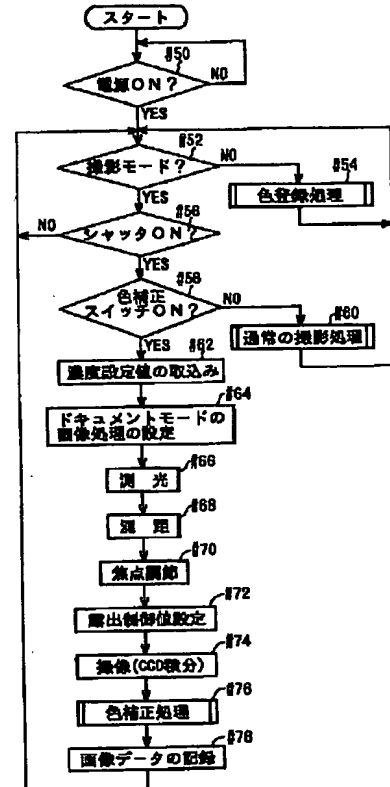 スタート
#50
電源ON?
NO
YES
#52
撮影モード?
NO
YES
#54
色登録処理
#56
NO
シャッタON?
YES
#58
色補正
スイッチON?
NO
YES
#60
通常の撮影処理
#62
濃度設定値の取込み
#64
ドキュメントモードの
画像処理の設定
#66
測 光
#68
測 距
#70
焦点調節
#72
露出制御値設定
#74
撮像(CCD積分)
#76
色補正処理
#78
画像データの記録